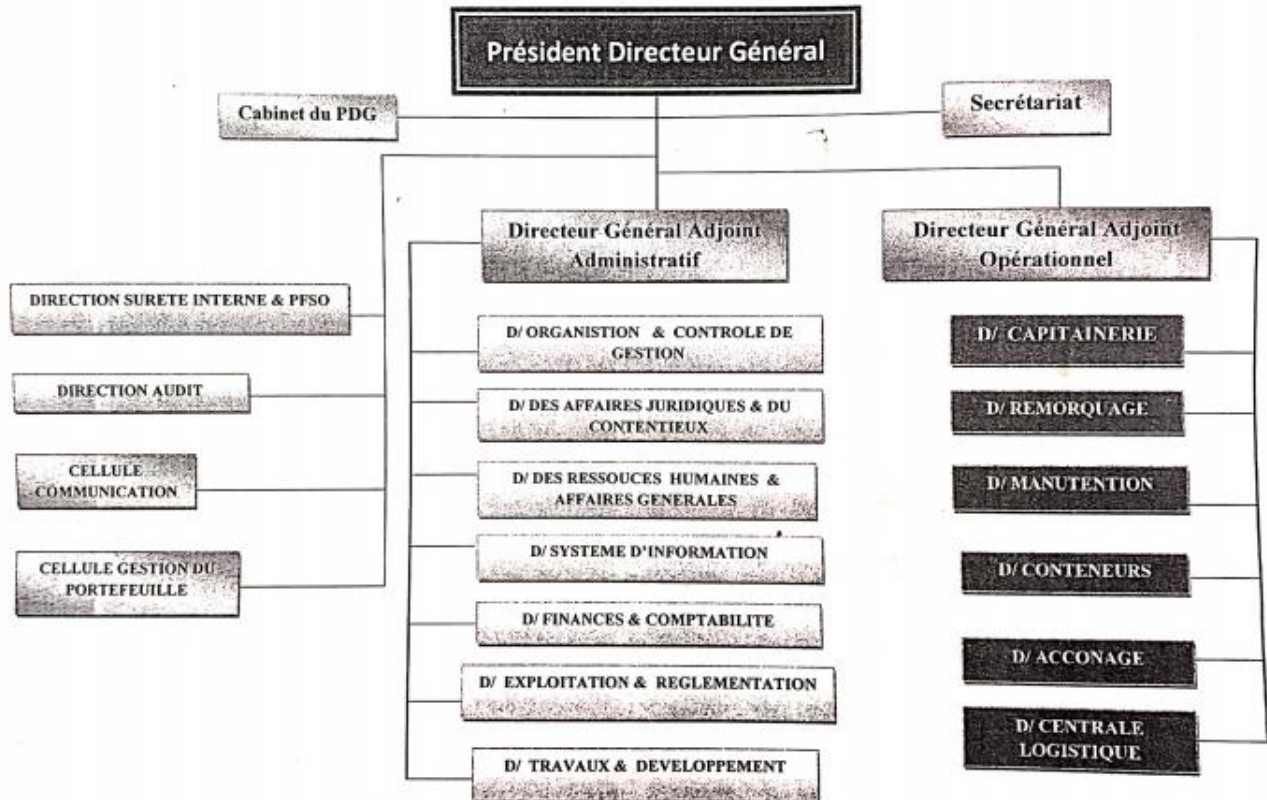 Président Directeur Général
Cabinet du PDG
Secrétariat
Directeur Général Adjoint
Administratif
Directeur Général Adjoint
Opérationnel
DIRECTION SURETE INTERNE & PFSO
DIRECTION AUDIT
CELLULE
COMMUNICATION
CELLULE GESTION DU
PORTEFEUILLE
D/ ORGANISTION & CONTROLE DE
GESTION
D/ DES AFFAIRES JURIDIQUES & DU
CONTENTIEUX
D/ DES RESSOUCES HUMAINES &
AFFAIRES GENERALES
D/ SYSTEME D'INFORMATION
D/ FINANCES & COMPTABILITE
D/ EXPLOITATION & REGLEMENTATION
D/ TRAVAUX & DEVELOPPEMENT
D/ CAPITAINERIE
D/ REMORQUAGE
D/ MANUTENTION
D/ CONTENEURS
D/ ACCONAGE
D/ CENTRALE
LOGISTIQUE